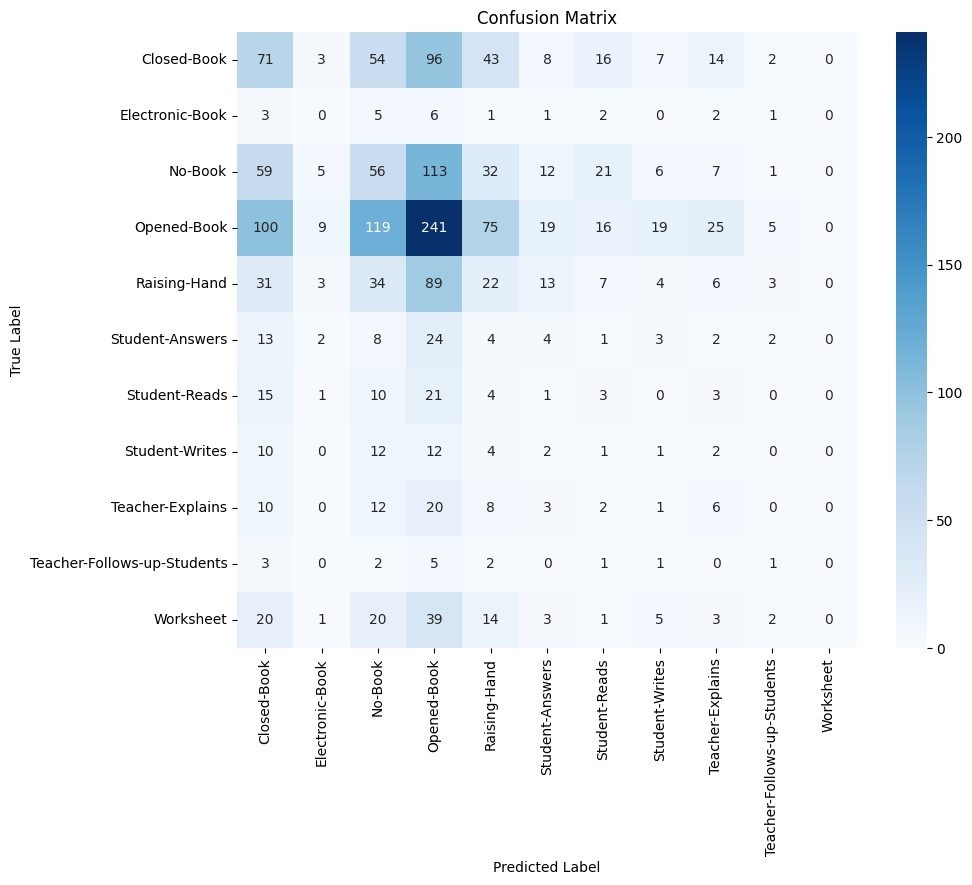 Confusion Matrix
Closed-Book 71 3 54 96 43 8 16 7 14 2 0
Electronic-Book 3 0 5 6 1 1 2 0 2 1 0
No-Book 59 5 56 113 32 12 21 6 7 1 0
Opened-Book 100 9 119 241 75 19 16 19 25 5 0
Raising-Hand 31 3 34 89 22 13 7 4 6 3 0
Student-Answers 13 2 8 24 4 4 1 3 2 2 0
Student-Reads 15 1 10 21 4 1 3 0 3 0 0
Student-Writes 10 0 12 12 4 2 1 1 2 0 0
Teacher-Explains 10 0 12 20 8 3 2 1 6 0 0
Teacher-Follows-up-Students 3 0 2 5 2 0 1 1 0 1 0
Worksheet 20 1 20 39 14 3 1 5 3 2 0
True Label
Closed-Book
Electronic-Book
No-Book
Opened-Book
Raising-Hand
Student-Answers
Student-Reads
Student-Writes
Teacher-Explains
Teacher-Follows-up-Students
Worksheet
Predicted Label
200
150
100
50
0